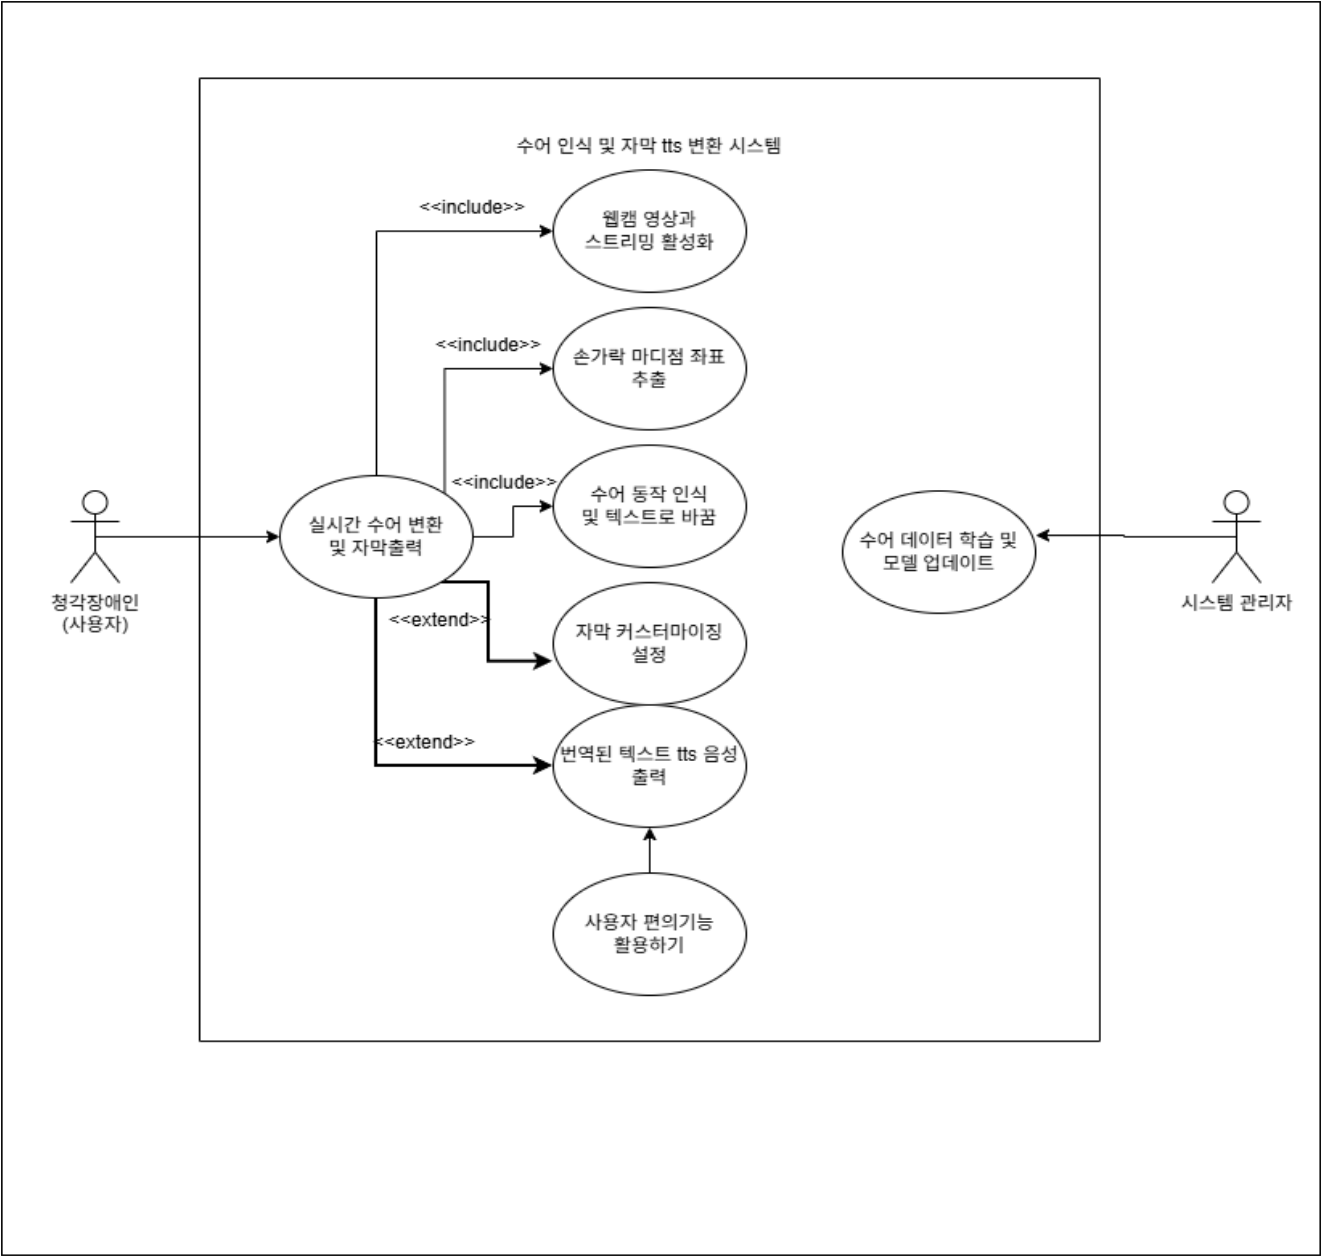 수어 인식 및 자막 tts 변환 시스템
<<include>>
웹캠 영상과
스트리밍 활성화
<<include>>
손가락 마디점 좌표
추출
<<include>>
수어 동작 인식
및 텍스트로 바꿈
실시간 수어 변환
및 자막출력
수어 데이터 학습 및
모델 업데이트
청각장애인
(사용자)
시스템 관리자
<<extend>>
자막 커스터마이징
설정
<<extend>>
번역된 텍스트 tts 음성
출력
사용자 편의기능
활용하기